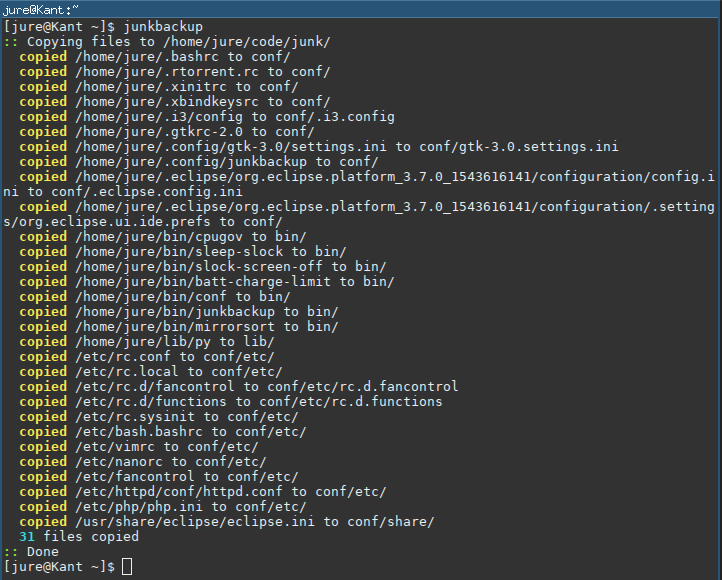 jure@Kant:~
[jure@Kant ~]$ junkbackup
:: Copying files to /home/jure/code/junk/
  copied /home/jure/.bashrc to conf/
  copied /home/jure/.rtorrent.rc to conf/
  copied /home/jure/.xinitrc to conf/
  copied /home/jure/.xbindkeysrc to conf/
  copied /home/jure/.i3/config to conf/.i3.config
  copied /home/jure/.gtkrc-2.0 to conf/
  copied /home/jure/.config/gtk-3.0/settings.ini to conf/gtk-3.0.settings.ini
  copied /home/jure/.config/junkbackup to conf/
  copied /home/jure/.eclipse/org.eclipse.platform_3.7.0_1543616141/configuration/config.i
ni to conf/.eclipse.config.ini
  copied /home/jure/.eclipse/org.eclipse.platform_3.7.0_1543616141/configuration/.setting
s/org.eclipse.ui.ide.prefs to conf/
  copied /home/jure/bin/cpugov to bin/
  copied /home/jure/bin/sleep-slock to bin/
  copied /home/jure/bin/slock-screen-off to bin/
  copied /home/jure/bin/batt-charge-limit to bin/
  copied /home/jure/bin/conf to bin/
  copied /home/jure/bin/junkbackup to bin/
  copied /home/jure/bin/mirrorsort to bin/
  copied /home/jure/lib/py to lib/
  copied /etc/rc.conf to conf/etc/
  copied /etc/rc.local to conf/etc/
  copied /etc/rc.d/fancontrol to conf/etc/rc.d.fancontrol
  copied /etc/rc.d/functions to conf/etc/rc.d.functions
  copied /etc/rc.sysinit to conf/etc/
  copied /etc/bash.bashrc to conf/etc/
  copied /etc/vimrc to conf/etc/
  copied /etc/nanorc to conf/etc/
  copied /etc/fancontrol to conf/etc/
  copied /etc/httpd/conf/httpd.conf to conf/etc/
  copied /etc/php/php.ini to conf/etc/
  copied /usr/share/eclipse/eclipse.ini to conf/share/
  31 files copied
:: Done
[jure@Kant ~]$